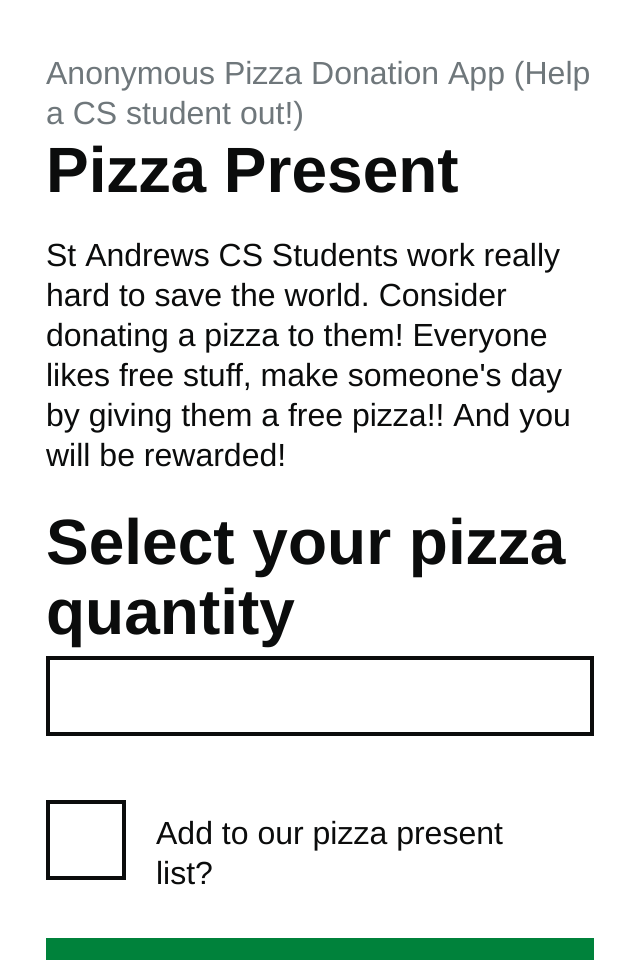 Anonymous Pizza Donation App (Help
a CS student out!)
Pizza Present
St Andrews CS Students work really
hard to save the world. Consider
donating a pizza to them! Everyone
likes free stuff, make someone's day
by giving them a free pizza!! And you
will be rewarded!
Select your pizza
quantity
Add to our pizza present
list?